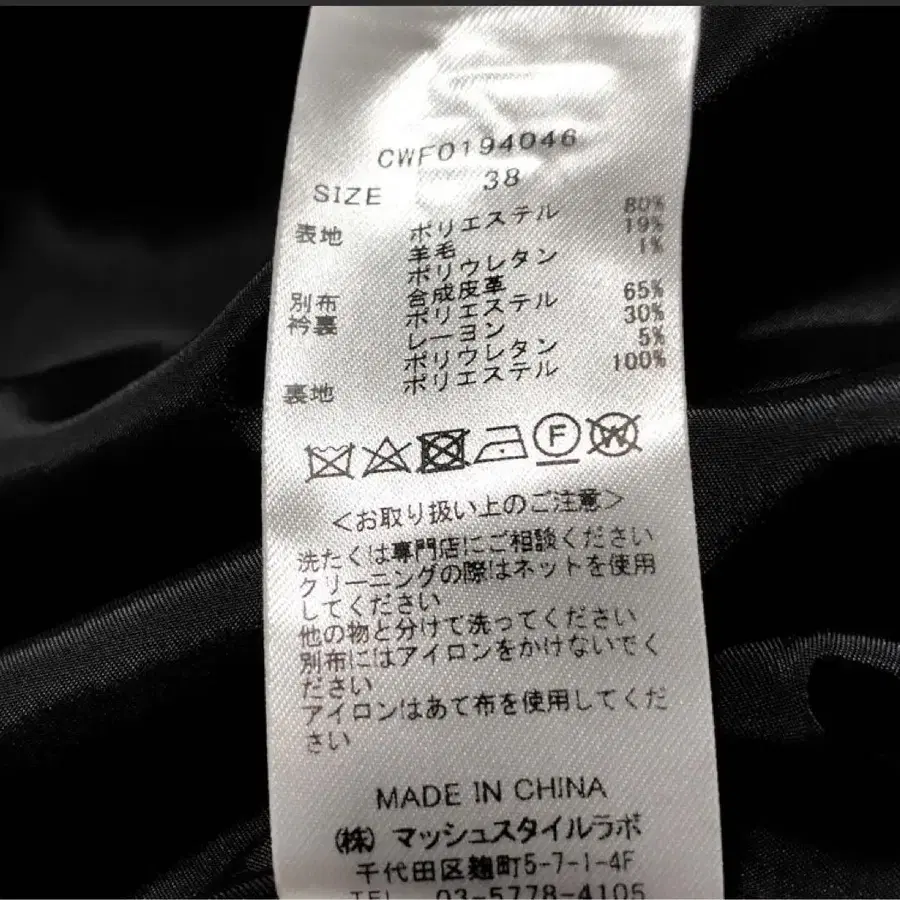 CWFO194046
SIZE 38
表地 ポリエステル 80%
羊毛 19%
ポリウレタン 1%
別布 合成皮革
衿裏 ポリエステル 65%
レーヨン 30%
ポリウレタン 5%
裏地 ポリエステル 100%
F W
<お取り扱い上のご注意>
洗たくは専門店にご相談ください
クリーニングの際はネットを使用
してください
他の物と分けて洗ってください
別布にはアイロンをかけないでく
ださい
アイロンはあて布を使用してくだ
さい
MADE IN CHINA
(株) マッシュスタイルラボ
千代田区麹町5-7-1-4F
TEL 03-5778-4105